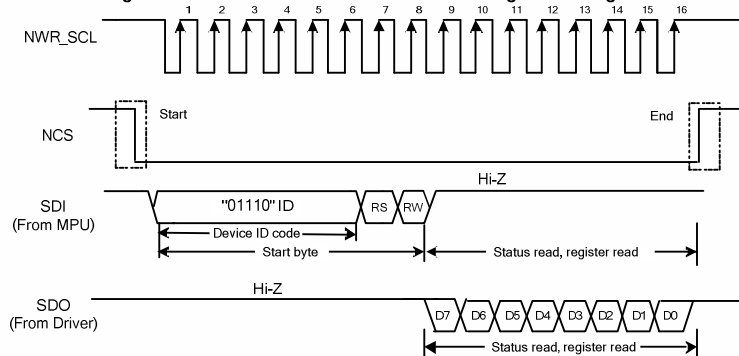 1 2 3 4 5 6 7 8 9 10 11 12 13 14 15 16
NWR_SCL
Start
End
NCS
Hi-Z
SDI
(From MPU)
"01110" ID
RS
RW
Device ID code
Start byte
Status read, register read
Hi-Z
SDO
(From Driver)
D7 D6 D5 D4 D3 D2 D1 D0
Status read, register read